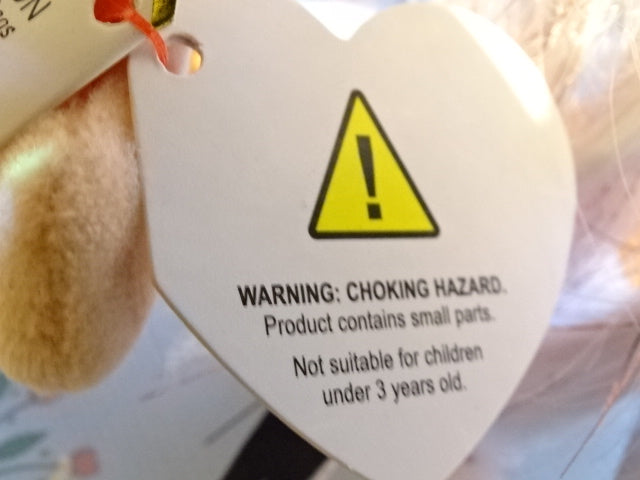 WARNING: CHOKING HAZARD.
Product contains small parts.
Not suitable for children
under 3 years old.